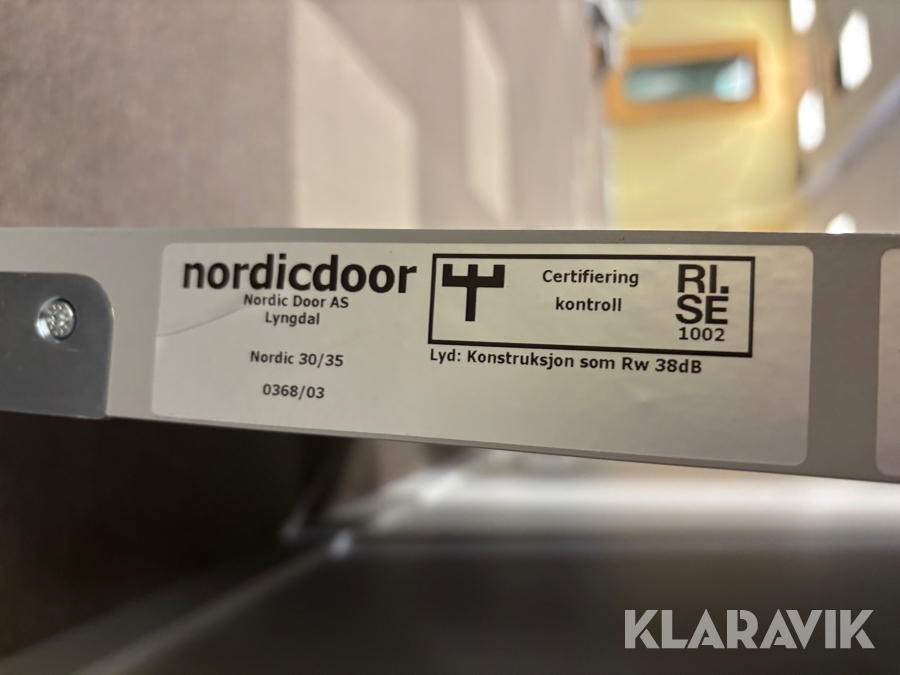 nordicdoor
Nordic Door AS
Lyngdal
Nordic 30/35
0368/03
Certifiering
kontroll
RI.
SE
1002
Lyd: Konstruksjon som Rw 38dB
KLARAVIK